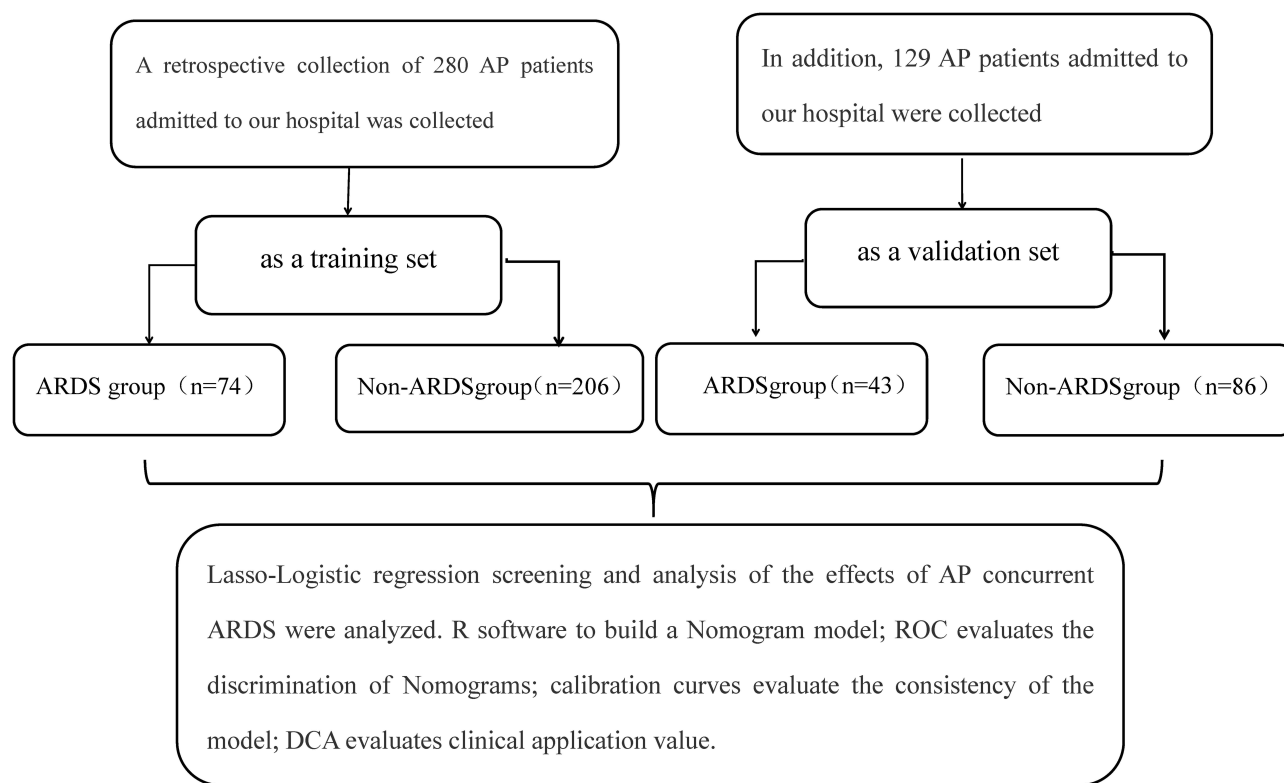 A retrospective collection of 280 AP patients
admitted to our hospital was collected
In addition, 129 AP patients admitted to
our hospital were collected
as a training set
as a validation set
ARDS group（n=74）
Non-ARDSgroup(n=206）
ARDSgroup（n=43）
Non-ARDSgroup（n=86）
Lasso-Logistic regression screening and analysis of the effects of AP concurrent
ARDS were analyzed. R software to build a Nomogram model; ROC evaluates the
discrimination of Nomograms; calibration curves evaluate the consistency of the
model; DCA evaluates clinical application value.